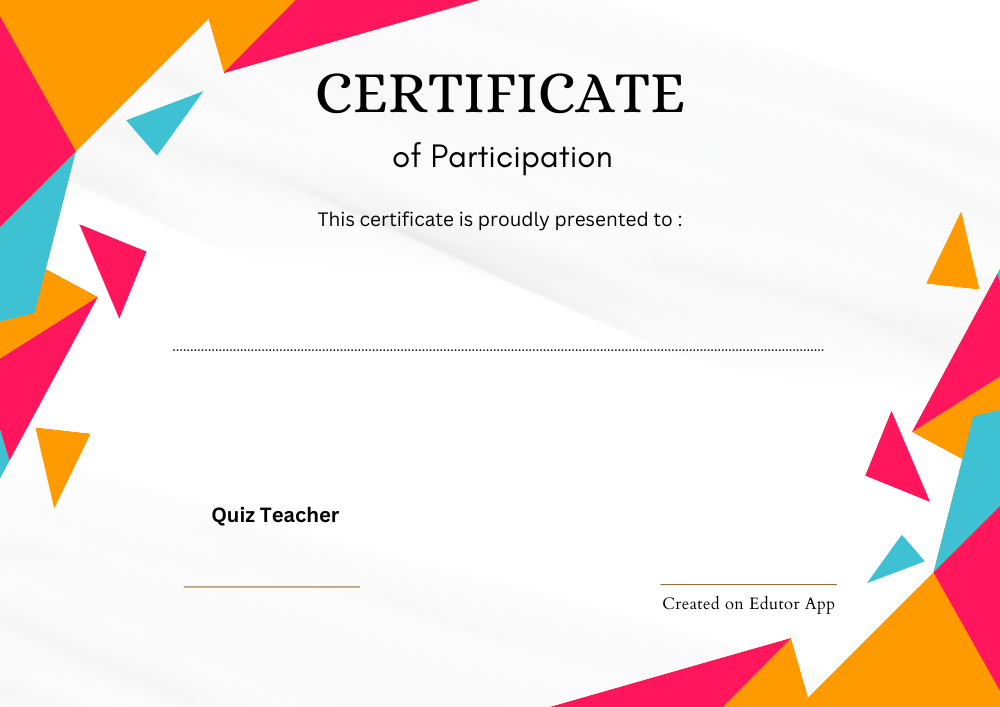 CERTIFICATE
of Participation
This certificate is proudly presented to :
Quiz Teacher
Created on Edutor App